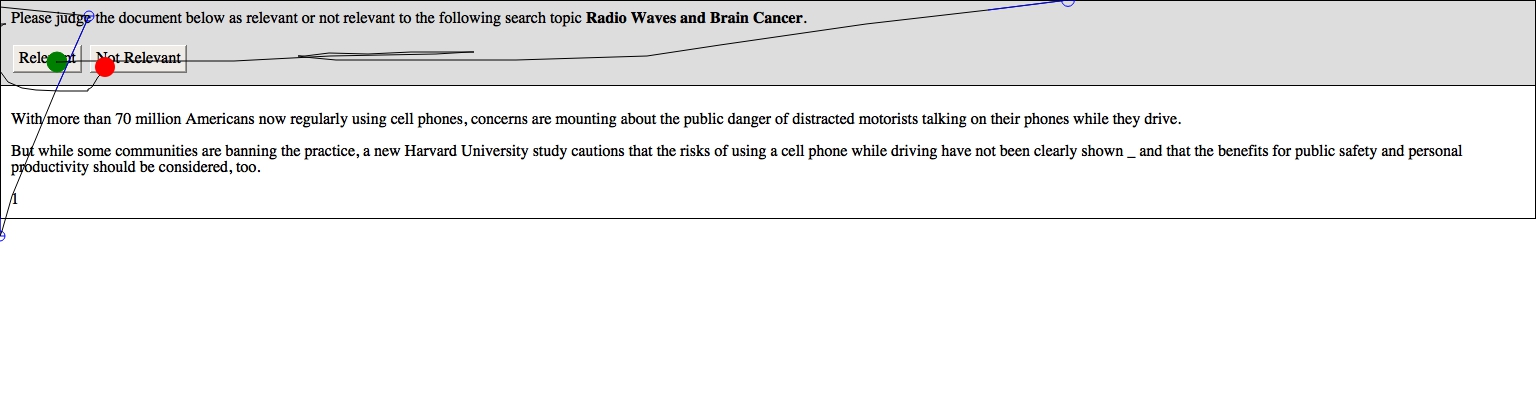 Please judge the document below as relevant or not relevant to the following search topic Radio Waves and Brain Cancer.
Relevant Not Relevant
With more than 70 million Americans now regularly using cell phones, concerns are mounting about the public danger of distracted motorists talking on their phones while they drive.
But while some communities are banning the practice, a new Harvard University study cautions that the risks of using a cell phone while driving have not been clearly shown _ and that the benefits for public safety and personal
productivity should be considered, too.
1